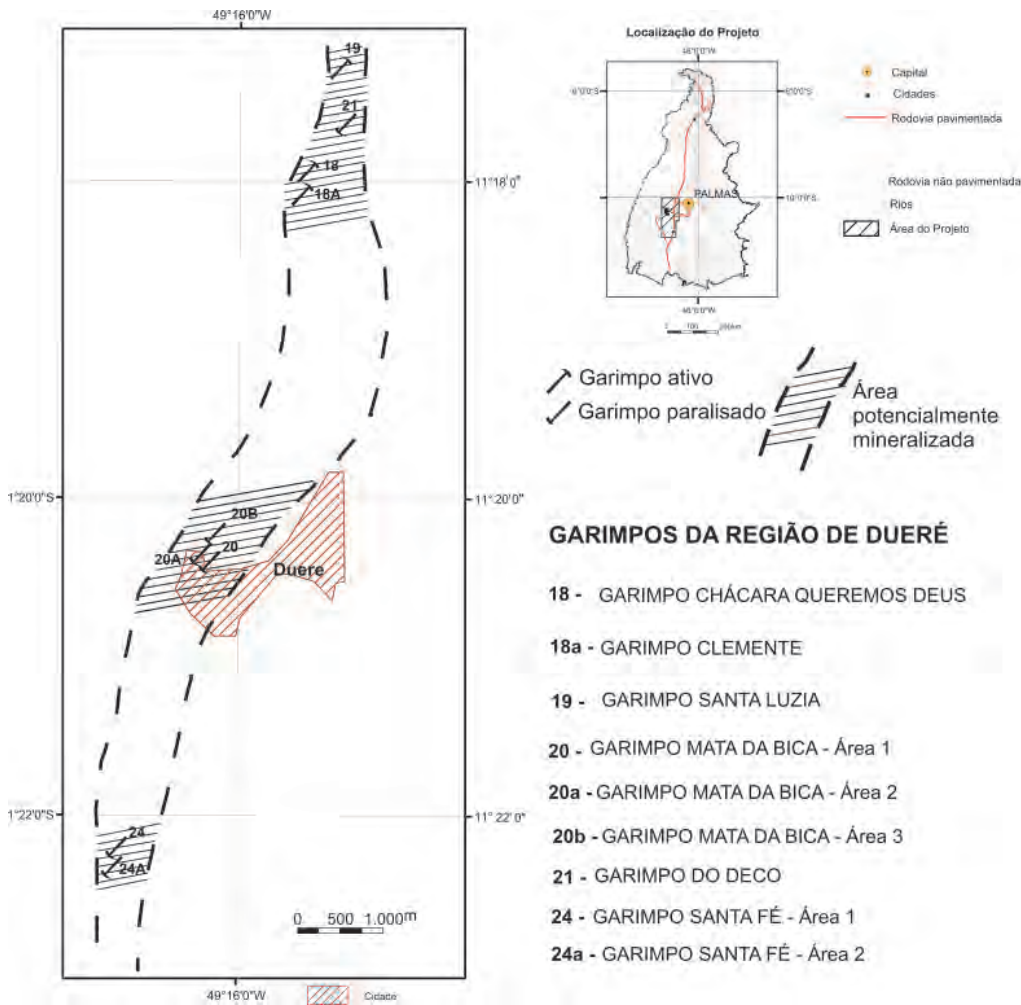 49°16'0"W
19
21
18
18A
11°18'0"
1°20'0"S
11°20'0"
20B
20
20A
Duere
1°22'0"S
11°22'0"
24
24A
0 500 1.000m
49°16'0"W
Cidade
Localização do Projeto
PALMAS
Capital
Cidades
Rodovia pavimentada
Rodovia não pavimentada
Rios
Área do Projeto
Garimpo ativo
Garimpo paralisado
Área
potencialmente
mineralizada
GARIMPOS DA REGIÃO DE DUERÉ
18 - GARIMPO CHÁCARA QUEREMOS DEUS
18a - GARIMPO CLEMENTE
19 - GARIMPO SANTA LUZIA
20 - GARIMPO MATA DA BICA - Área 1
20a - GARIMPO MATA DA BICA - Área 2
20b - GARIMPO MATA DA BICA - Área 3
21 - GARIMPO DO DECO
24 - GARIMPO SANTA FÉ - Área 1
24a - GARIMPO SANTA FÉ - Área 2